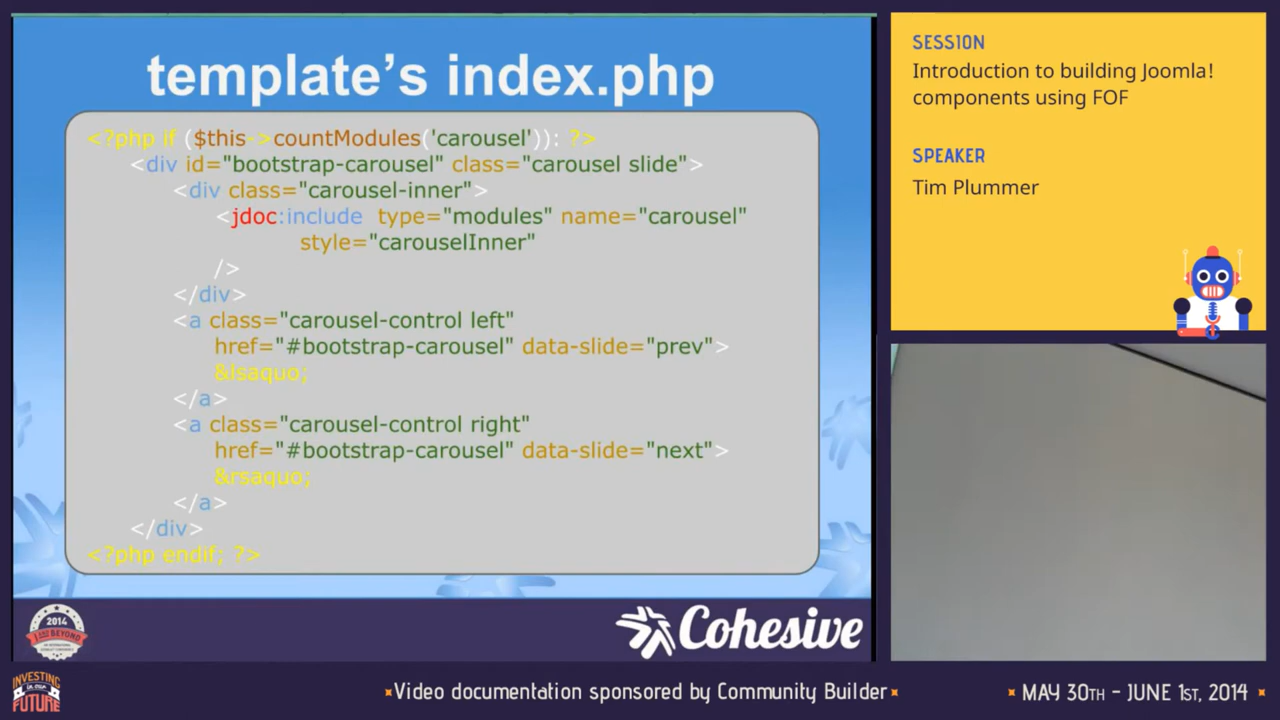 template’s index.php
<?php if ($this->countModules('carousel')): ?>
<div id="bootstrap-carousel" class="carousel slide">
<div class="carousel-inner">
<jdoc:include type="modules" name="carousel"
style="carouselInner"
/>
</div>
<a class="carousel-control left"
href="#bootstrap-carousel" data-slide="prev">
&lsaquo;
</a>
<a class="carousel-control right"
href="#bootstrap-carousel" data-slide="next">
&rsaquo;
</a>
</div>
<?php endif; ?>
2014
J AND BEYOND
Cohesive
SESSION
Introduction to building Joomla!
components using FOF
SPEAKER
Tim Plummer
INVESTING
in our
FUTURE
Video documentation sponsored by Community Builder
MAY 30TH - JUNE 1ST, 2014